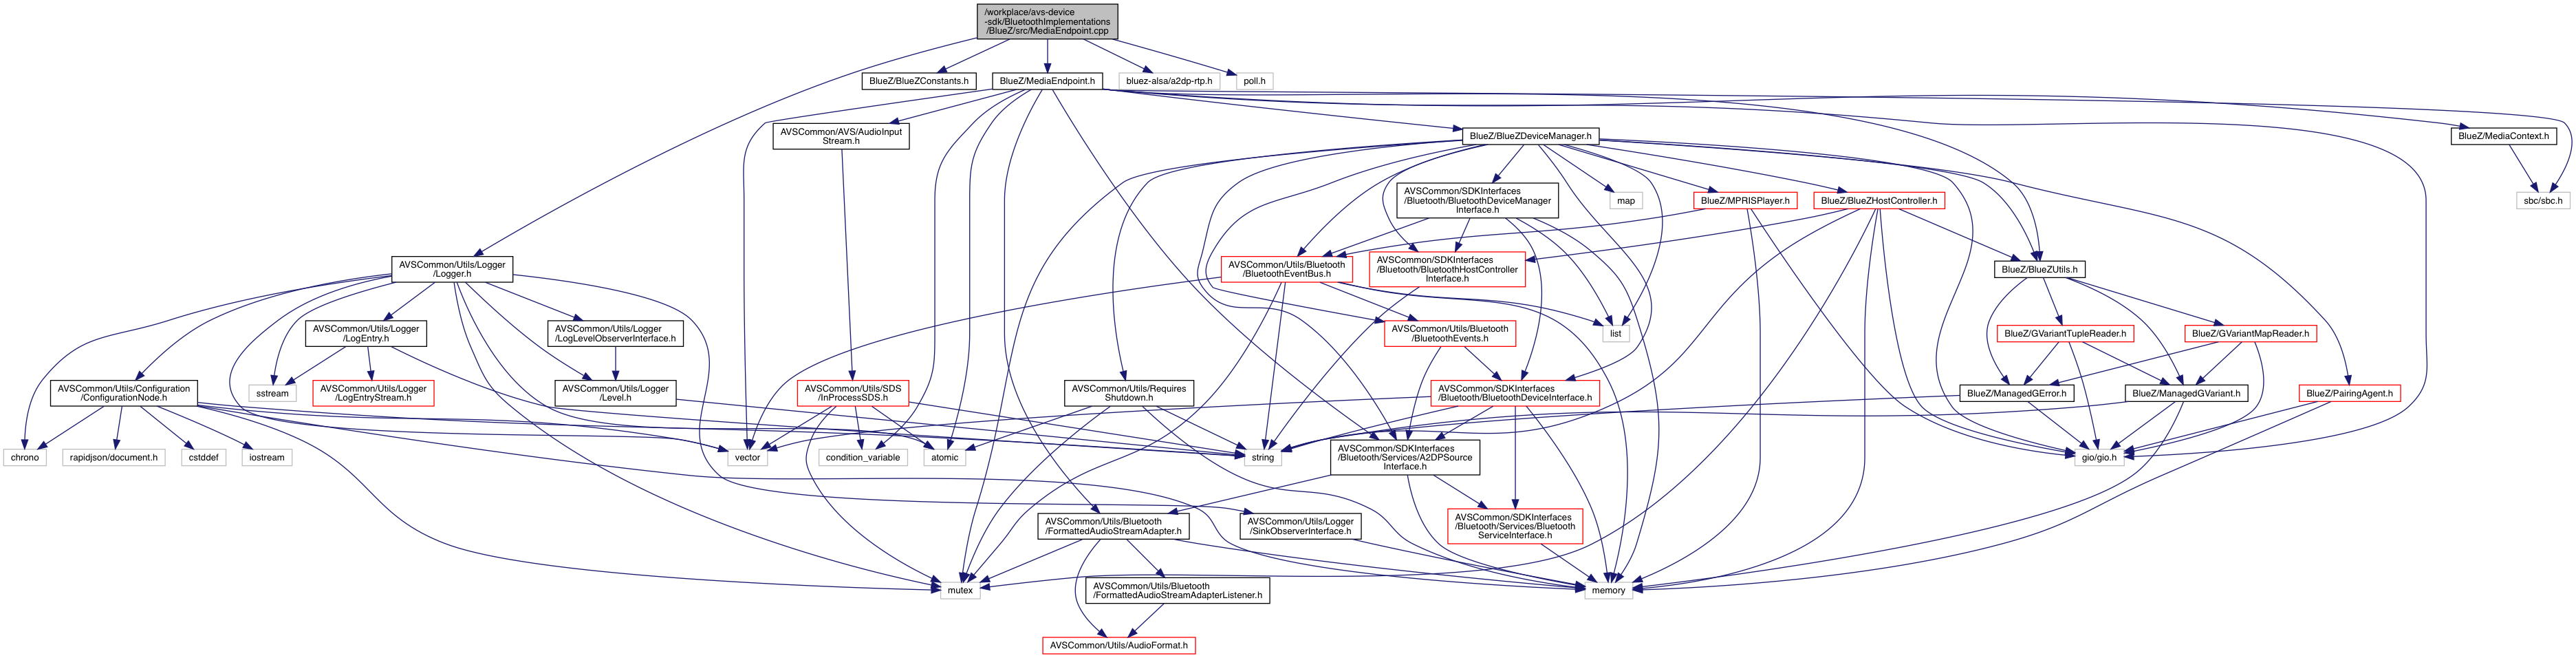 /workplace/avs-device
-sdk/BluetoothImplementations
/BlueZ/src/MediaEndpoint.cpp
BlueZ/BlueZConstants.h
BlueZ/MediaEndpoint.h
bluez-alsa/a2dp-rtp.h
poll.h
AVSCommon/AVS/AudioInput
Stream.h
BlueZ/BlueZDeviceManager.h
BlueZ/MediaContext.h
AVSCommon/SDKInterfaces
/Bluetooth/BluetoothDeviceManager
Interface.h
map
BlueZ/MPRISPlayer.h
BlueZ/BlueZHostController.h
sbc/sbc.h
AVSCommon/Utils/Logger
/Logger.h
AVSCommon/Utils/Bluetooth
/BluetoothEventBus.h
AVSCommon/SDKInterfaces
/Bluetooth/BluetoothHostController
Interface.h
BlueZ/BlueZUtils.h
AVSCommon/Utils/Logger
/LogEntry.h
AVSCommon/Utils/Logger
/LogLevelObserverInterface.h
AVSCommon/Utils/Bluetooth
/BluetoothEvents.h
list
BlueZ/GVariantTupleReader.h
BlueZ/GVariantMapReader.h
AVSCommon/Utils/Configuration
/ConfigurationNode.h
sstream
AVSCommon/Utils/Logger
/LogEntryStream.h
AVSCommon/Utils/Logger
/Level.h
AVSCommon/Utils/SDS
/InProcessSDS.h
AVSCommon/Utils/Requires
Shutdown.h
AVSCommon/SDKInterfaces
/Bluetooth/BluetoothDeviceInterface.h
BlueZ/ManagedGError.h
BlueZ/ManagedGVariant.h
BlueZ/PairingAgent.h
chrono
rapidjson/document.h
cstddef
iostream
vector
condition_variable
atomic
string
AVSCommon/SDKInterfaces
/Bluetooth/Services/A2DPSource
Interface.h
gio/gio.h
AVSCommon/Utils/Bluetooth
/FormattedAudioStreamAdapter.h
AVSCommon/Utils/Logger
/SinkObserverInterface.h
AVSCommon/SDKInterfaces
/Bluetooth/Services/Bluetooth
ServiceInterface.h
mutex
AVSCommon/Utils/Bluetooth
/FormattedAudioStreamAdapterListener.h
memory
AVSCommon/Utils/AudioFormat.h